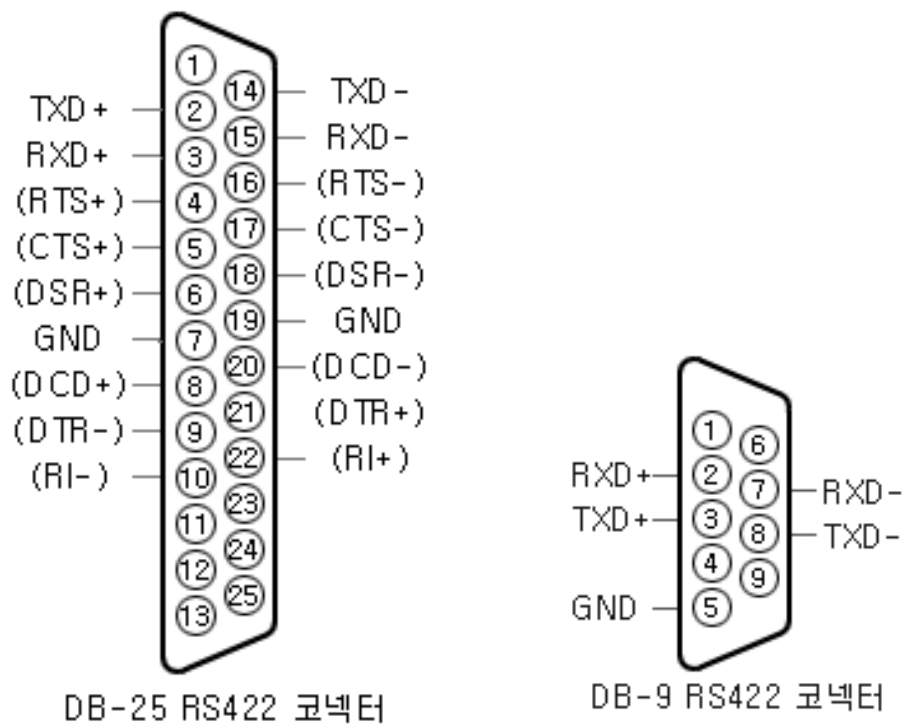 1
14
TXD-
TXD+
2
15
RXD-
RXD+
3
16
(RTS-)
(RTS+)
4
17
(CTS-)
(CTS+)
5
18
(DSR-)
(DSR+)
6
19
GND
GND
7
20
(DCD-)
(DCD+)
8
21
(DTR+)
(DTR-)
9
22
(RI+)
(RI-)
10
23
11
24
12
25
13
DB-25 RS422 코넥터
1
6
RXD+
2
7
RXD-
TXD+
3
8
TXD-
4
9
GND
5
DB-9 RS422 코넥터